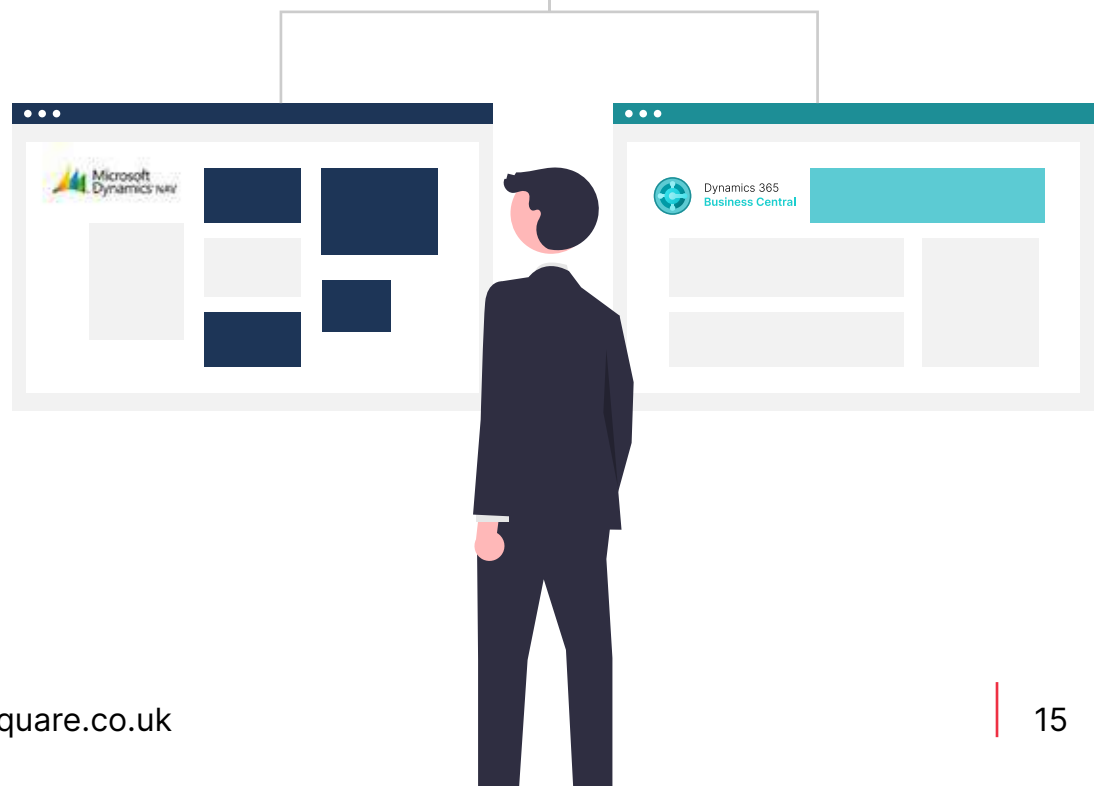 Microsoft
Dynamics NAV
Dynamics 365
Business Central
quare.co.uk
15